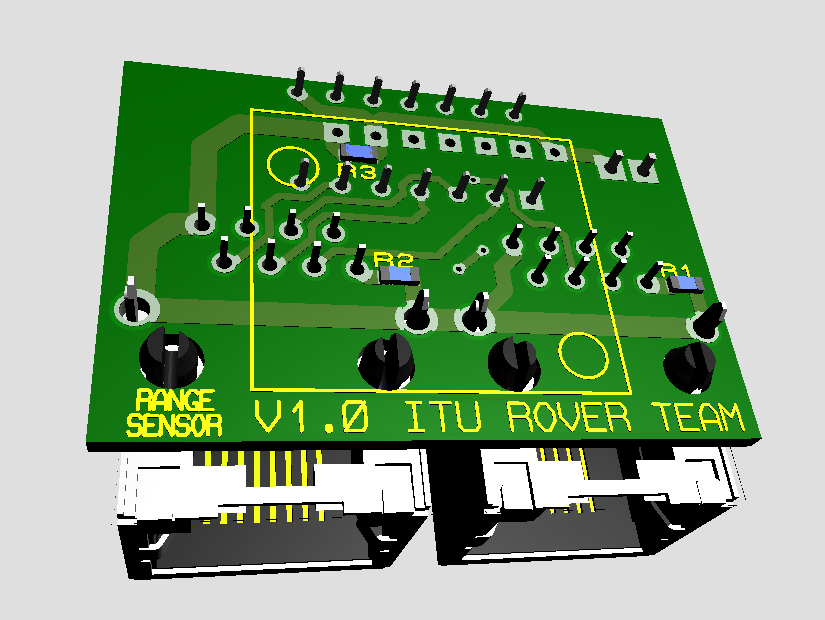 R3
R2
R1
RANGE
SENSOR
V1.0 ITU ROVER TEAM